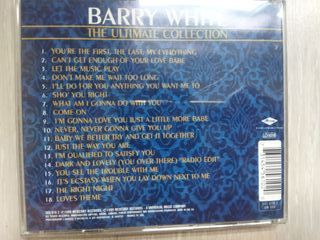 BARRY WHITE
THE ULTIMATE COLLECTION
1. YOU'RE THE FIRST, THE LAST, MY EVERYTHING
2. CAN'T GET ENOUGH OF YOUR LOVE BABE
3. LET THE MUSIC PLAY
4. DON'T MAKE ME WAIT TOO LONG
5. I'LL DO FOR YOU ANYTHING YOU WANT ME TO
6. SHO' YOU RIGHT
7. WHAT AM I GONNA DO WITH YOU
8. COME ON
9. I'M GONNA LOVE YOU JUST A LITTLE MORE BABE
10. NEVER, NEVER GONNA GIVE YOU UP
11. BABY WE BETTER TRY AND GET IT TOGETHER
12. JUST THE WAY YOU ARE
13. I'M QUALIFIED TO SATISFY YOU
14. DARK AND LOVELY (YOU OVER THERE) "RADIO EDIT"
15. YOU SEE THE TROUBLE WITH ME
16. IT'S ECSTASY WHEN YOU LAY DOWN NEXT TO ME
17. THE RIGHT NIGHT
18. LOVES THEME